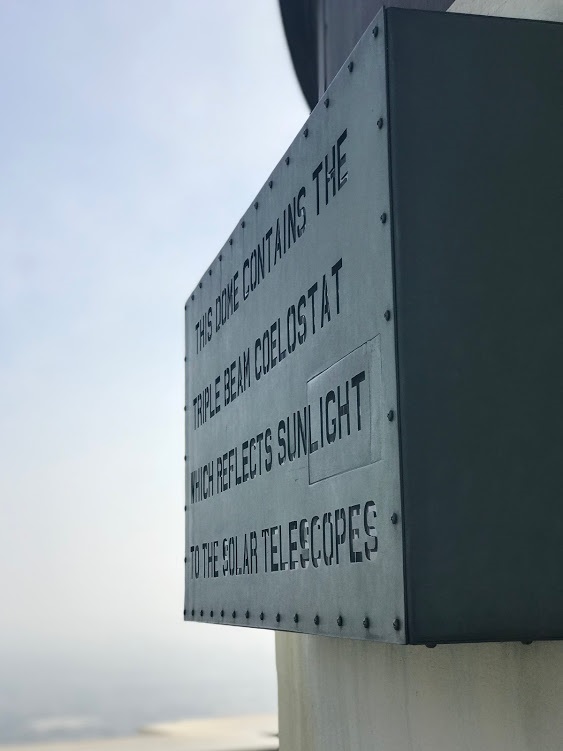 THIS DOME CONTAINS THE
TRIPLE BEAM COELOSTAT
WHICH REFLECTS SUNLIGHT
TO THE SOLAR TELESCOPES